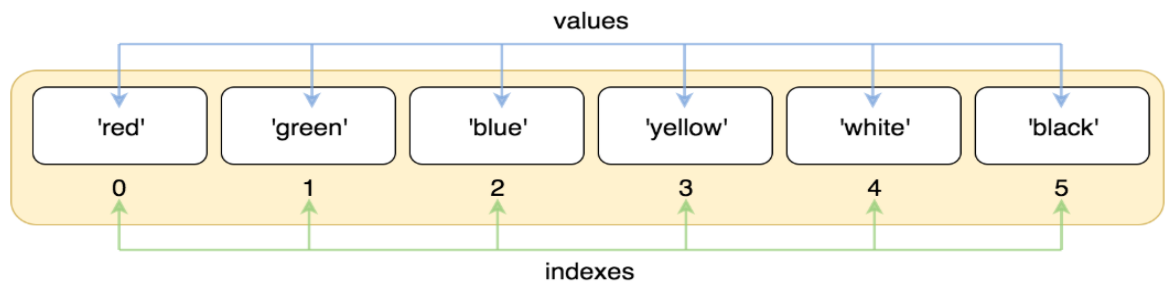 values
'red' 'green' 'blue' 'yellow' 'white' 'black'
0 1 2 3 4 5
indexes